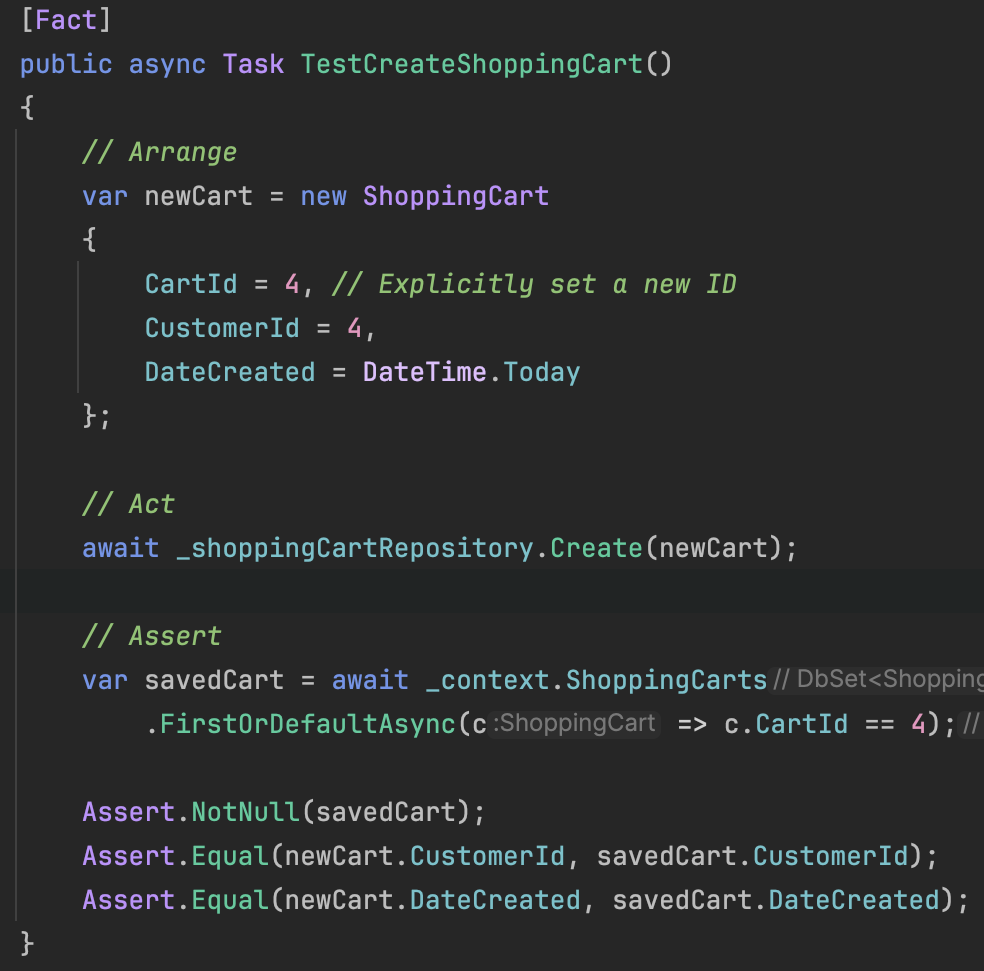 [Fact]
public async Task TestCreateShoppingCart()
{
    // Arrange
    var newCart = new ShoppingCart
    {
        CartId = 4, // Explicitly set a new ID
        CustomerId = 4,
        DateCreated = DateTime.Today
    };

    // Act
    await _shoppingCartRepository.Create(newCart);

    // Assert
    var savedCart = await _context.ShoppingCarts // DbSet<Shopping
        .FirstOrDefaultAsync(c :ShoppingCart => c.CartId == 4); //

    Assert.NotNull(savedCart);
    Assert.Equal(newCart.CustomerId, savedCart.CustomerId);
    Assert.Equal(newCart.DateCreated, savedCart.DateCreated);
}